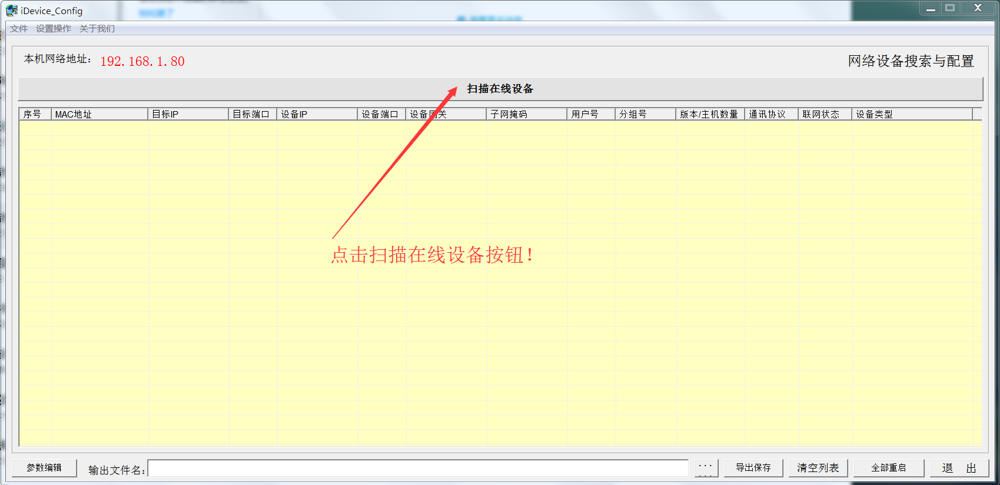 iDevice_Config
文件 设置操作 关于我们
本机网络地址： 192.168.1.80 网络设备搜索与配置
扫描在线设备
序号 MAC地址 目标IP 目标端口 设备IP 设备端口 设备网关 子网掩码 用户号 分组号 版本/主机数量 通讯协议 联网状态 设备类型
点击扫描在线设备按钮！
参数编辑 输出文件名： ... 导出保存 清空列表 全部重启 退 出